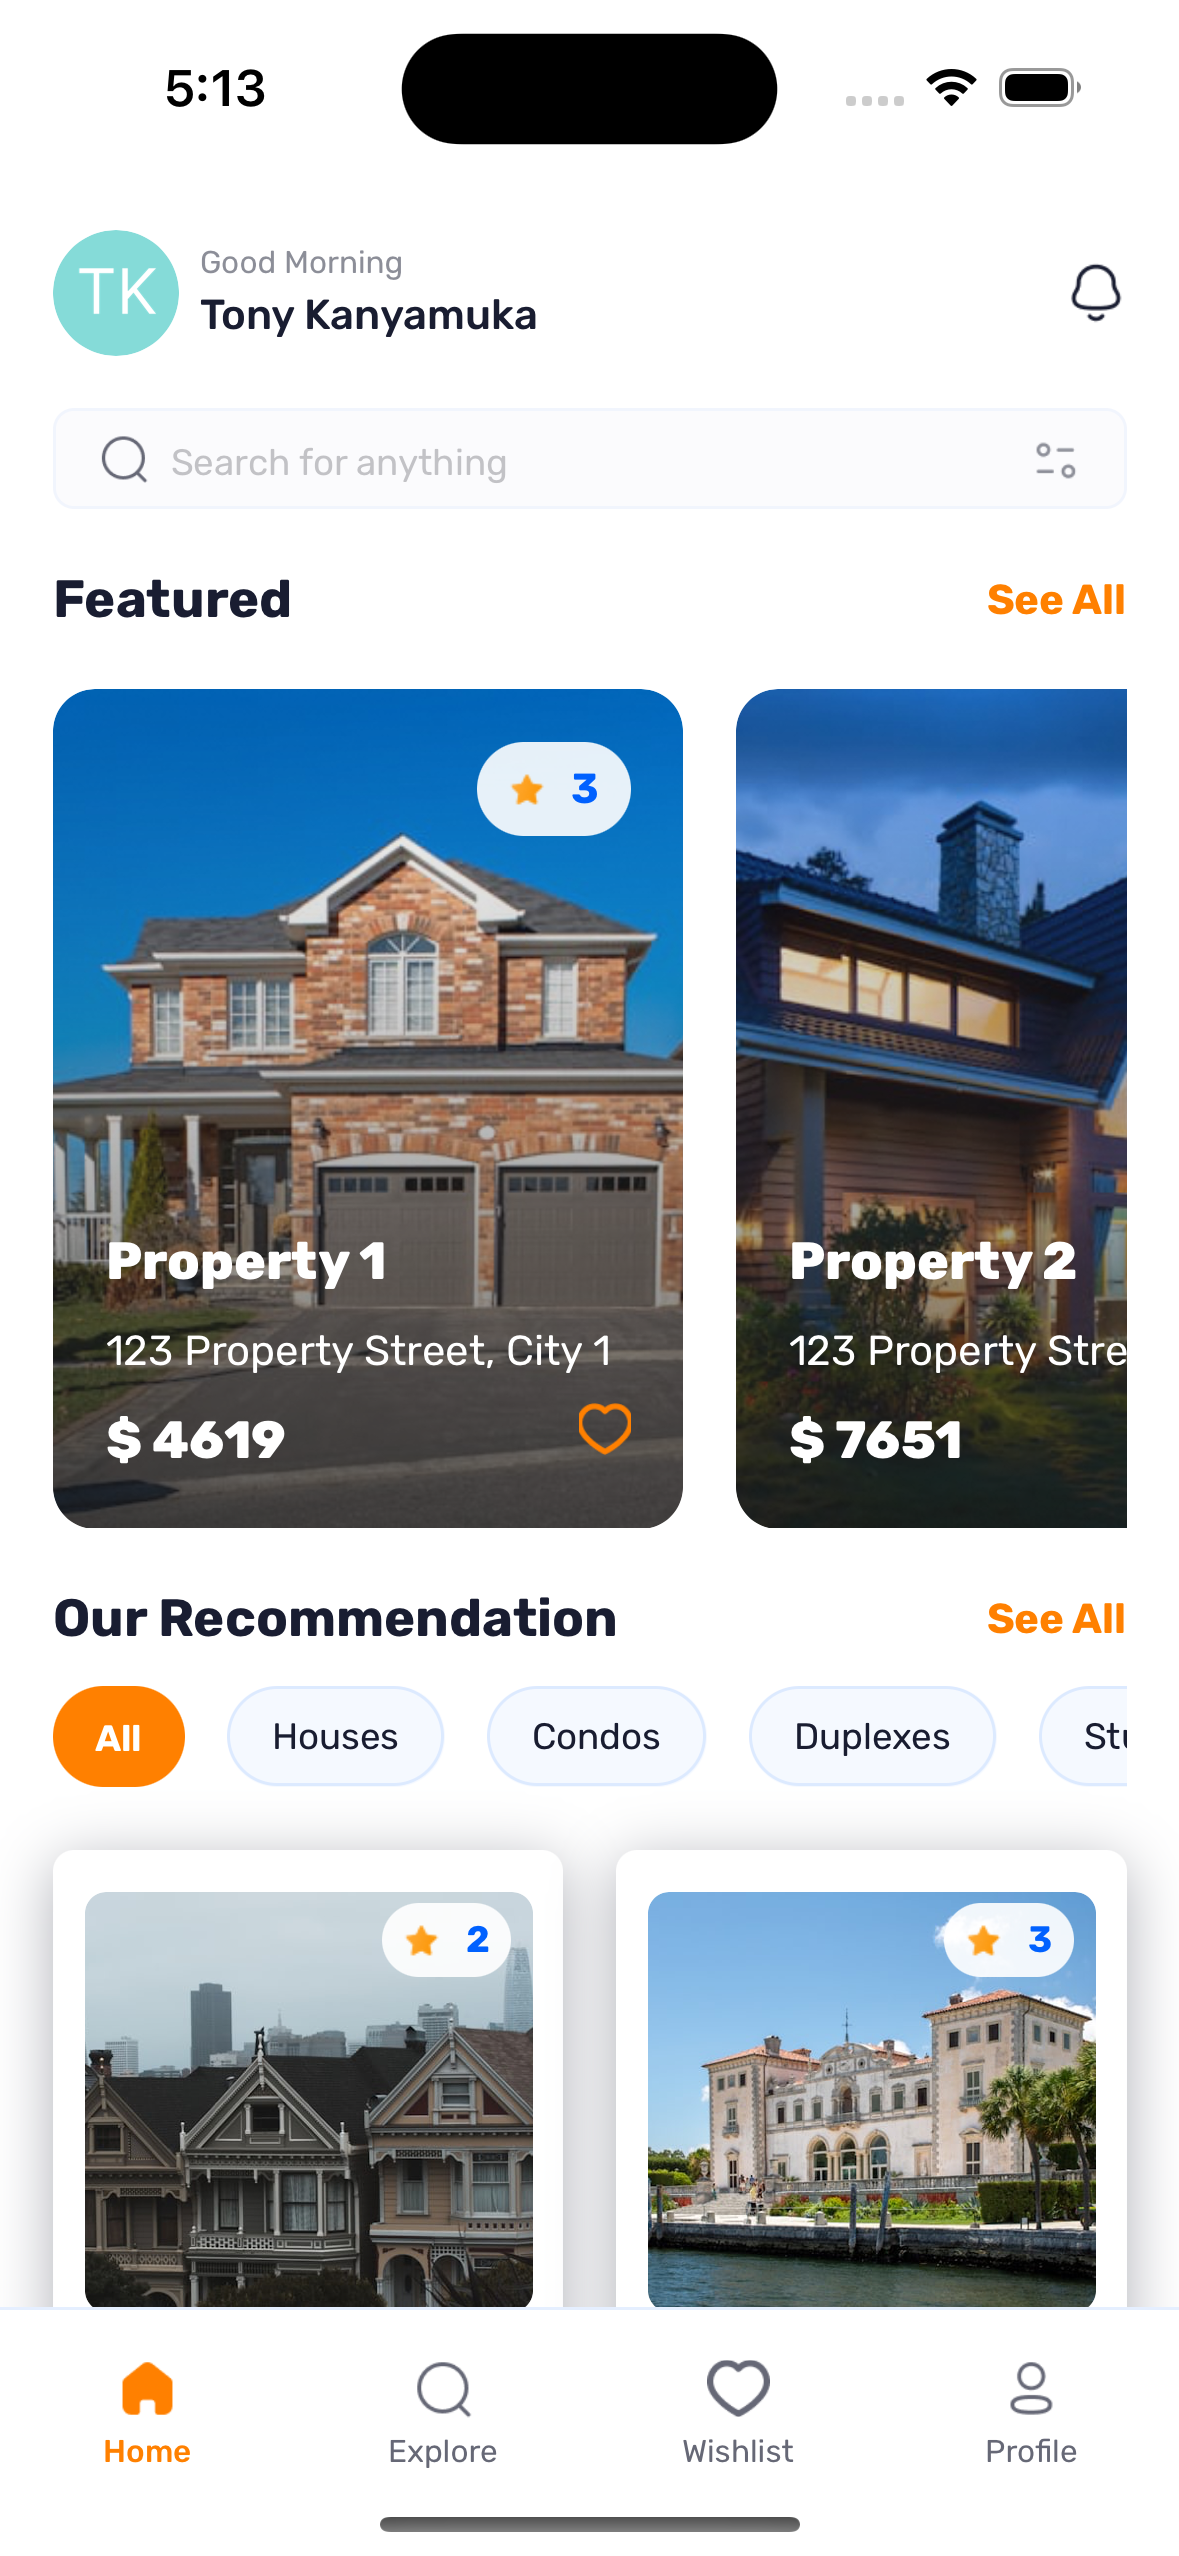 5:13
TK
Good Morning
Tony Kanyamuka
Search for anything
Featured
See All
3
Property 1
123 Property Street, City 1
$ 4619
Property 2
123 Property Stre
$ 7651
Our Recommendation
See All
All
Houses
Condos
Duplexes
Stu
2
3
Home
Explore
Wishlist
Profile